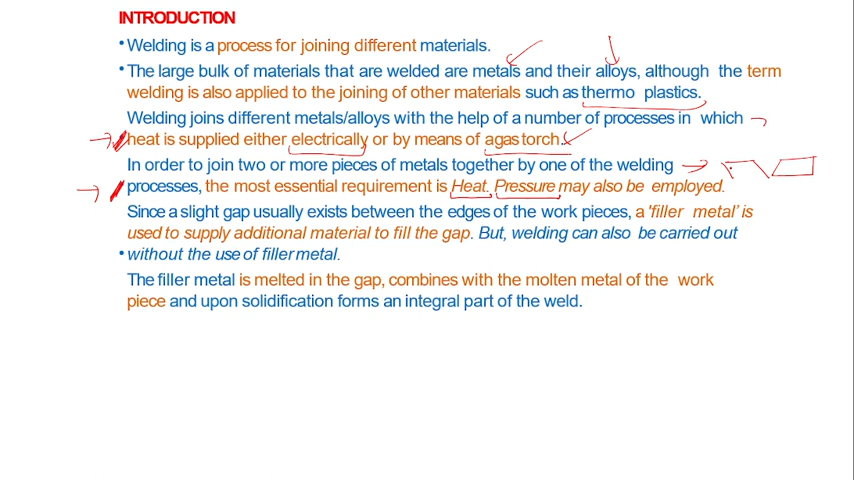 INTRODUCTION
• Welding is a process for joining different materials.
• The large bulk of materials that are welded are metals and their alloys, although the term
welding is also applied to the joining of other materials such as thermo plastics.
Welding joins different metals/alloys with the help of a number of processes in which
heat is supplied either electrically or by means of a gas torch.
In order to join two or more pieces of metals together by one of the welding
processes, the most essential requirement is Heat. Pressure may also be employed.
Since a slight gap usually exists between the edges of the work pieces, a 'filler metal' is
used to supply additional material to fill the gap. But, welding can also be carried out
• without the use of filler metal.
The filler metal is melted in the gap, combines with the molten metal of the work
piece and upon solidification forms an integral part of the weld.